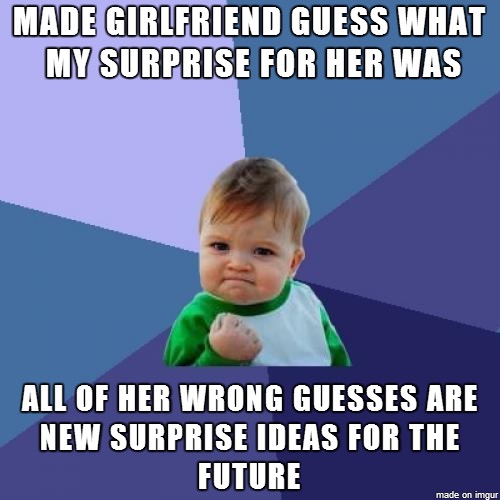 MADE GIRLFRIEND GUESS WHAT
MY SURPRISE FOR HER WAS
ALL OF HER WRONG GUESSES ARE
NEW SURPRISE IDEAS FOR THE
FUTURE
made on imgur